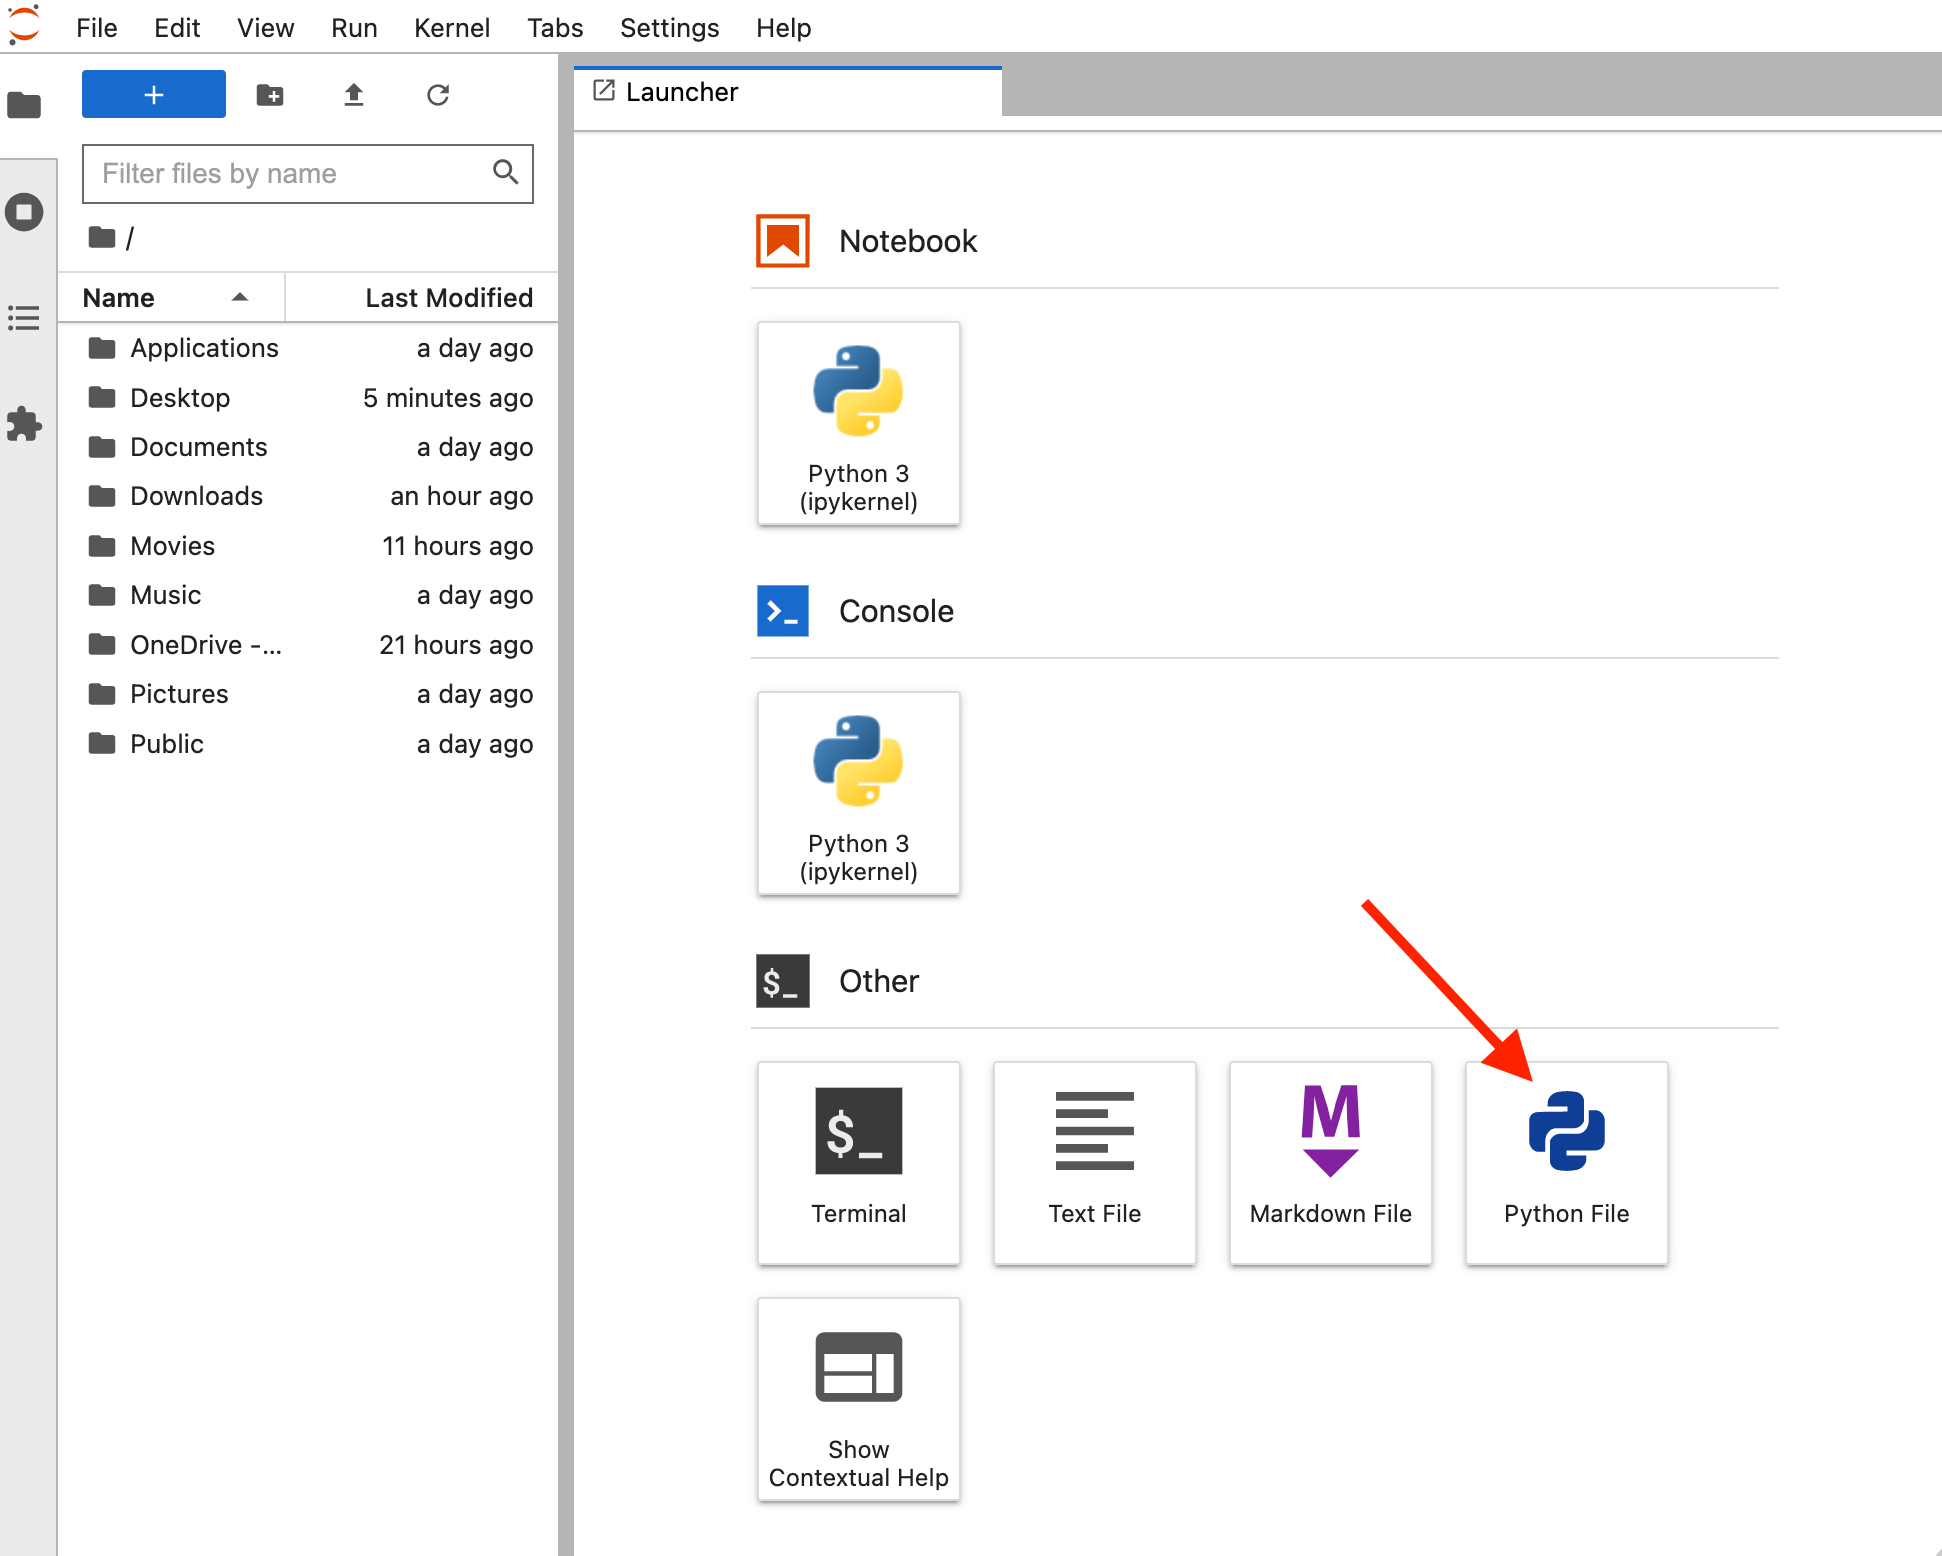 File Edit View Run Kernel Tabs Settings Help
+
Launcher
Filter files by name
/
Name Last Modified
Applications a day ago
Desktop 5 minutes ago
Documents a day ago
Downloads an hour ago
Movies 11 hours ago
Music a day ago
OneDrive -... 21 hours ago
Pictures a day ago
Public a day ago
Notebook
Python 3
(ipykernel)
>_ Console
Python 3
(ipykernel)
$_ Other
$_
Terminal
Text File
M
Markdown File
Python File
Show
Contextual Help